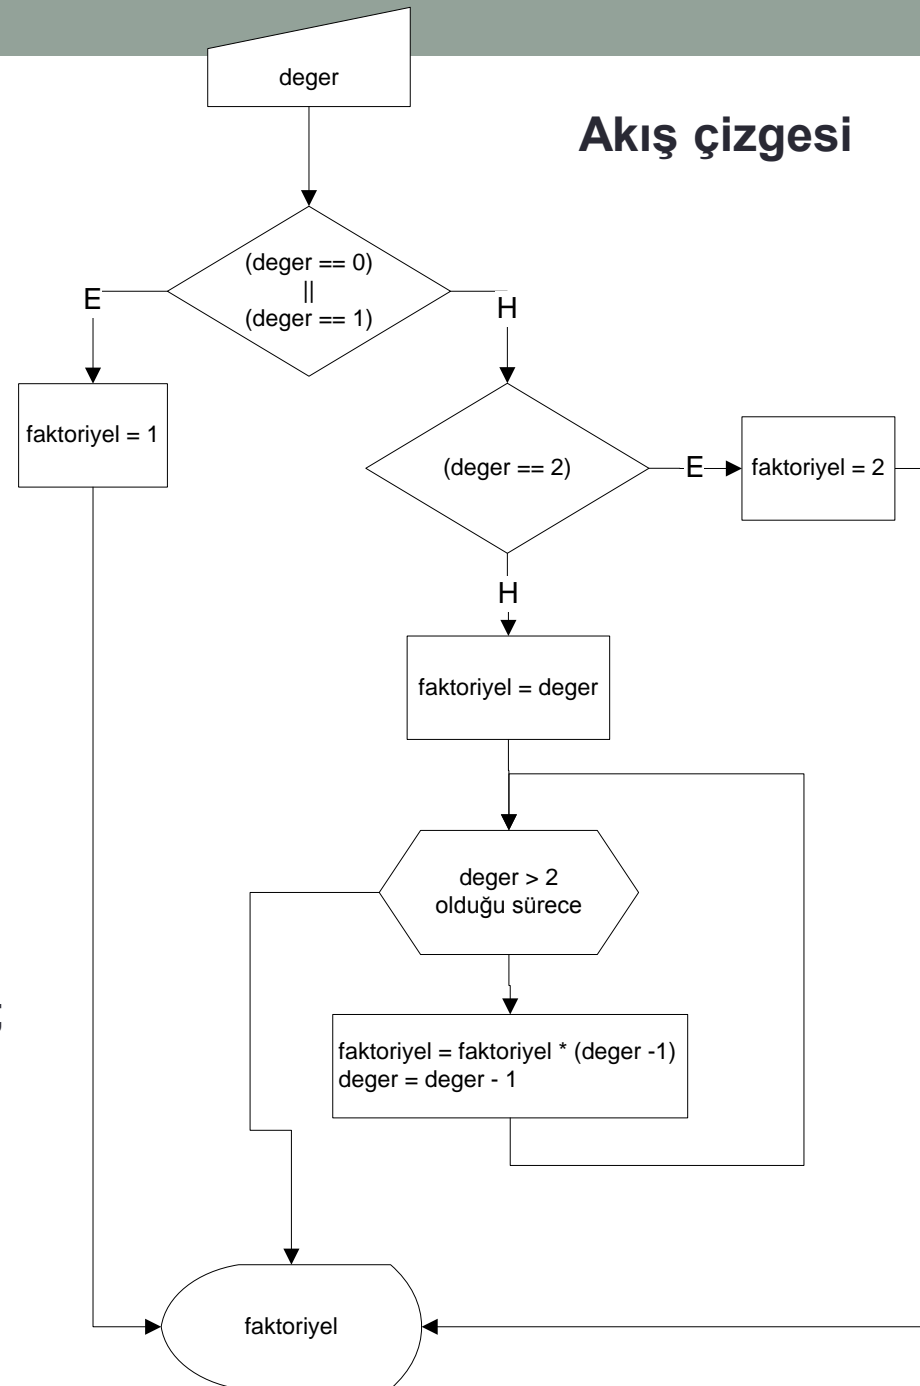 deger
Akış çizgesi
(deger == 0)
||
(deger == 1)
E
H
faktoriyel = 1
(deger == 2)
E
faktoriyel = 2
H
faktoriyel = deger
deger > 2
olduğu sürece
faktoriyel = faktoriyel * (deger -1)
deger = deger - 1
faktoriyel